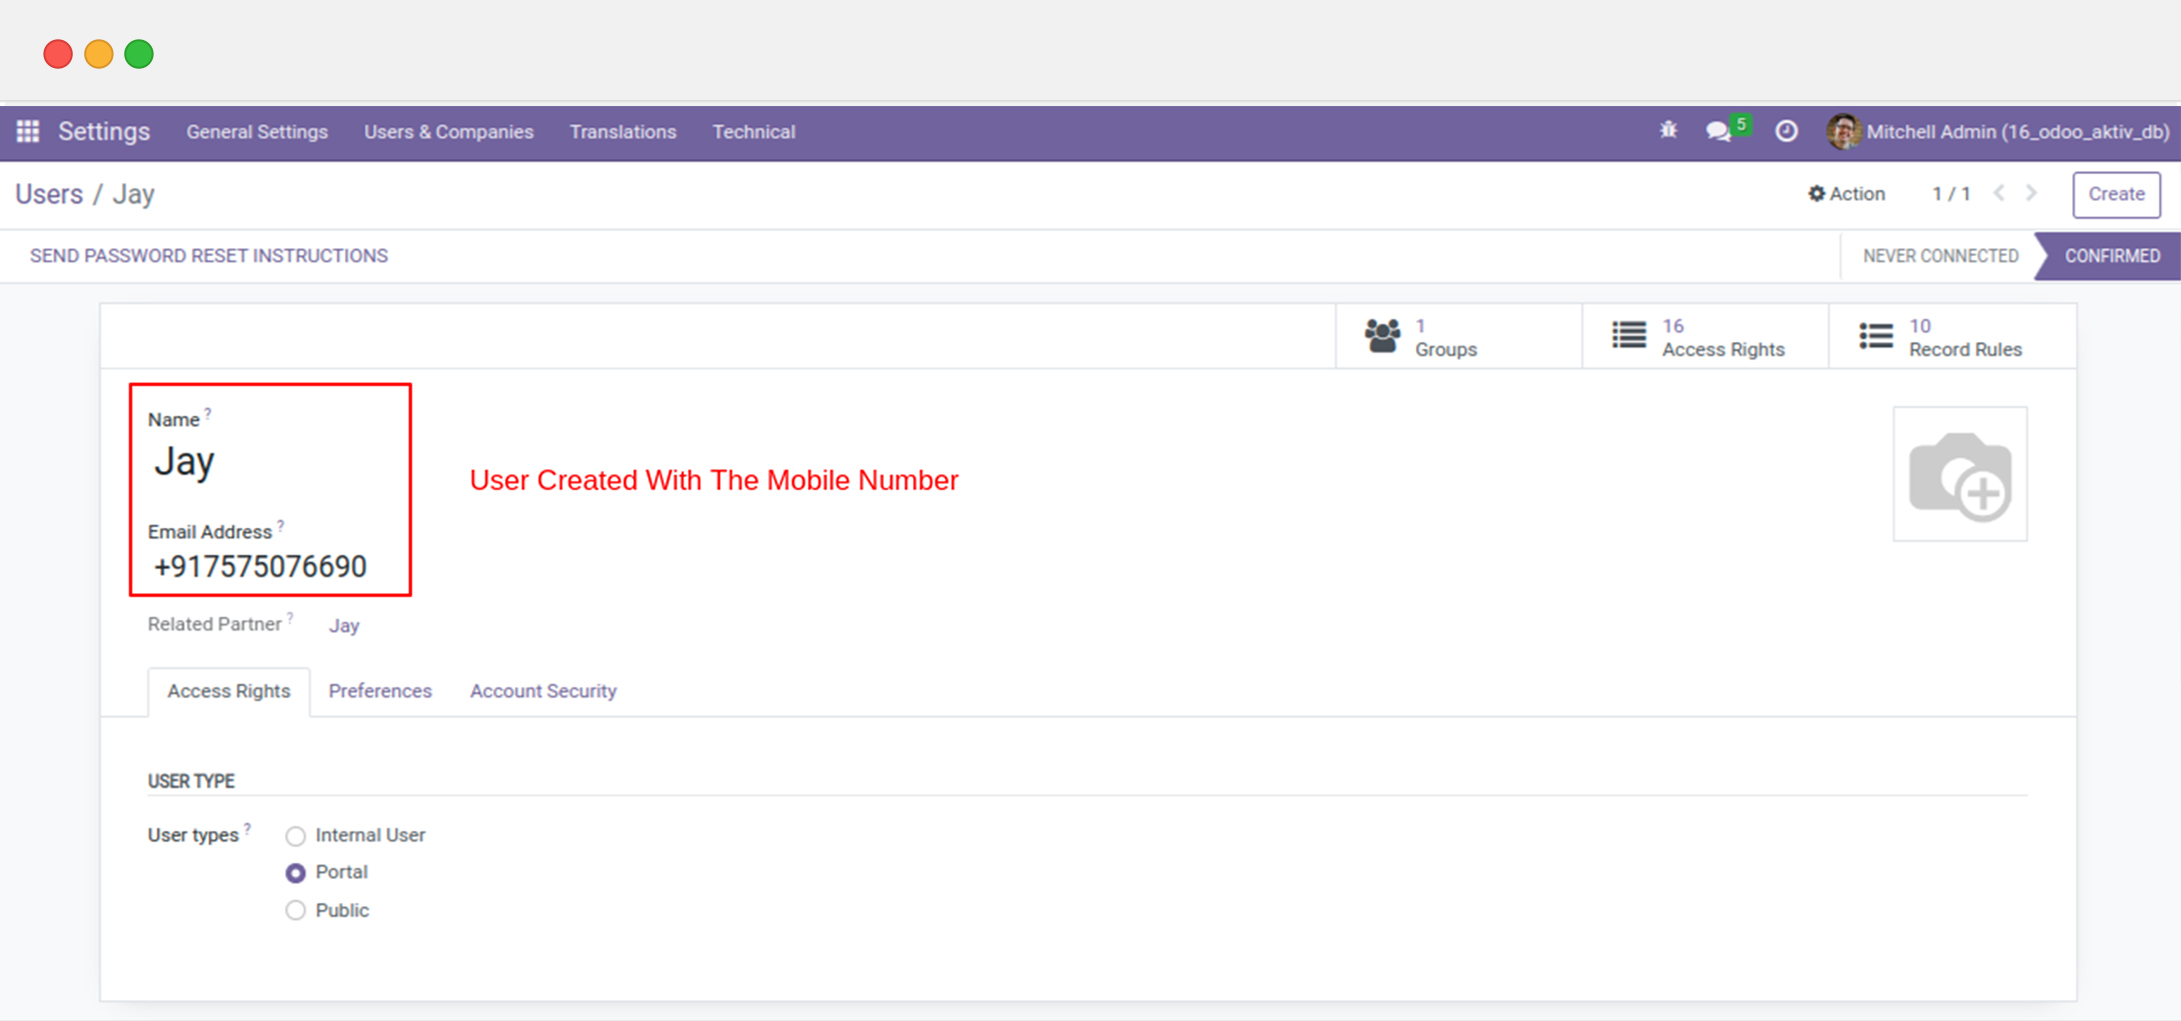 Settings General Settings Users & Companies Translations Technical 5 Mitchell Admin (16_odoo_aktiv_db)
Users / Jay Action 1 / 1 Create
SEND PASSWORD RESET INSTRUCTIONS NEVER CONNECTED CONFIRMED
1 Groups 16 Access Rights 10 Record Rules
Name ?
Jay
User Created With The Mobile Number
Email Address ?
+917575076690
Related Partner ? Jay
Access Rights Preferences Account Security
USER TYPE
User types ? Internal User
Portal
Public